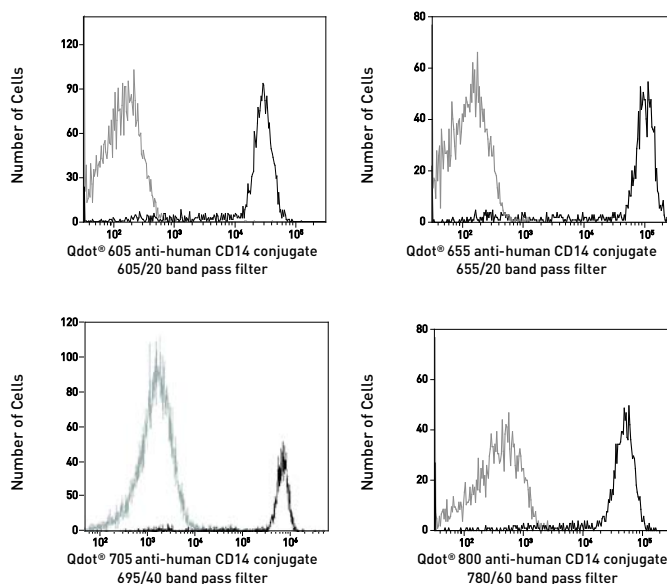 Number of Cells
120
90
60
30
0
10² 10³ 10⁴ 10⁵
Qdot® 605 anti-human CD14 conjugate
605/20 band pass filter
Number of Cells
80
60
40
20
0
10² 10³ 10⁴ 10⁵
Qdot® 655 anti-human CD14 conjugate
655/20 band pass filter
Number of Cells
120
100
80
60
40
50
0
10²
Qdot® 705 anti-human CD14 conjugate
695/40 band pass filter
Number of Cells
80
60
40
20
0
10² 10³ 10⁴ 10⁵
Qdot® 800 anti-human CD14 conjugate
780/60 band pass filter